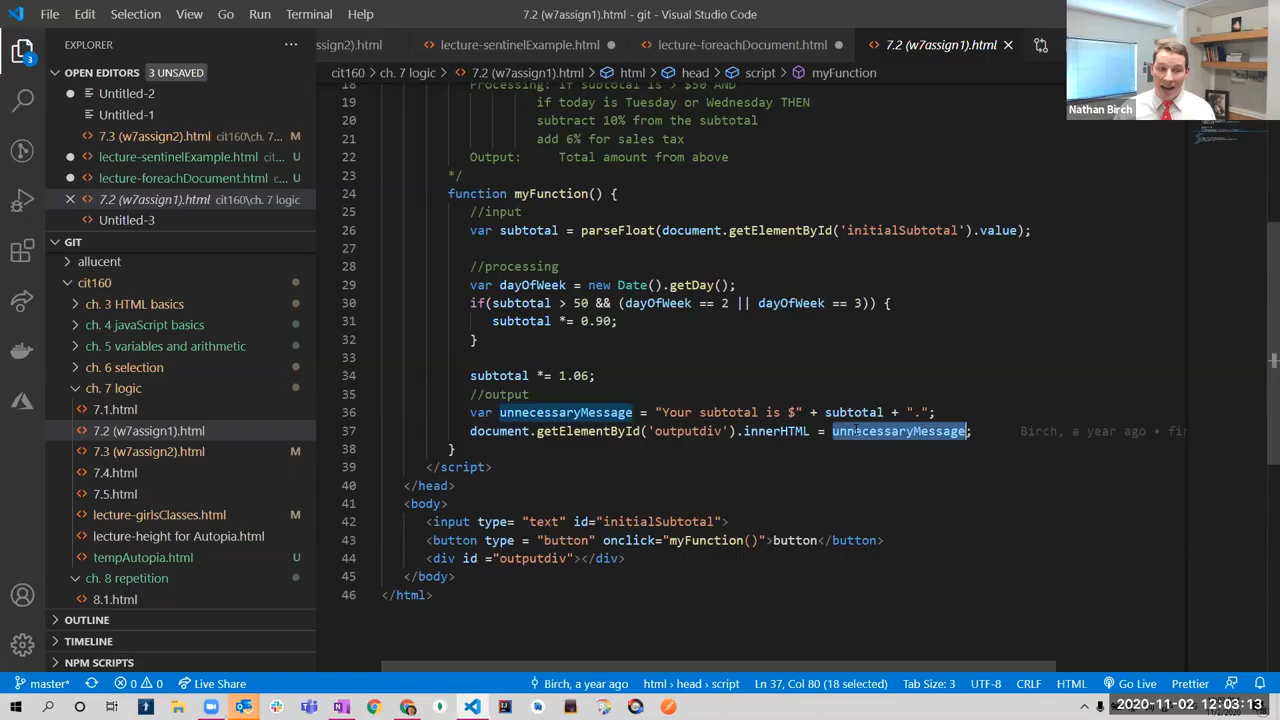 File Edit Selection View Go Run Terminal Help
7.2 (w7assign1).html - git - Visual Studio Code
EXPLORER
sign2).html lecture-sentinelExample.html lecture-foreachDocument.html 7.2 (w7assign1).html
OPEN EDITORS 3 UNSAVED
cit160 > ch. 7 logic > 7.2 (w7assign1).html > html > head > script > myFunction
Untitled-2
Untitled-1
7.3 (w7assign2).html M
lecture-sentinelExample.html cit... U
lecture-foreachDocument.html c... U
7.2 (w7assign1).html cit160\ch. 7 logic
Untitled-3
GIT
allucent
cit160
ch. 3 HTML basics
ch. 4 javaScript basics
ch. 5 variables and arithmetic
ch. 6 selection
ch. 7 logic
7.1.html
7.2 (w7assign1).html
7.3 (w7assign2).html M
7.4.html
7.5.html
lecture-girlsClasses.html M
lecture-height for Autopia.html
tempAutopia.html U
ch. 8 repetition
8.1.html
OUTLINE
TIMELINE
NPM SCRIPTS
18 Processing: if subtotal is > $50 AND
19 if today is Tuesday or Wednesday THEN
20 subtract 10% from the subtotal
21 add 6% for sales tax
22 Output: Total amount from above
23 */
24 function myFunction() {
25 //input
26 var subtotal = parseFloat(document.getElementById('initialSubtotal').value);
27
28 //processing
29 var dayOfWeek = new Date().getDay();
30 if(subtotal > 50 && (dayOfWeek == 2 || dayOfWeek == 3)) {
31 subtotal *= 0.90;
32 }
33
34 subtotal *= 1.06;
35 //output
36 var unnecessaryMessage = "Your subtotal is $" + subtotal + ".";
37 document.getElementById('outputdiv').innerHTML = unnecessaryMessage; Birch, a year ago • fir
38 }
39 </script>
40 </head>
41 <body>
42 <input type= "text" id="initialSubtotal">
43 <button type = "button" onclick="myFunction()">button</button>
44 <div id ="outputdiv"></div>
45 </body>
46 </html>
Nathan Birch
3
master* 0 0 Live Share Birch, a year ago html > head > script Ln 37, Col 80 (18 selected) Tab Size: 3 UTF-8 CRLF HTML Go Live Prettier
2020-11-02 12:03:13